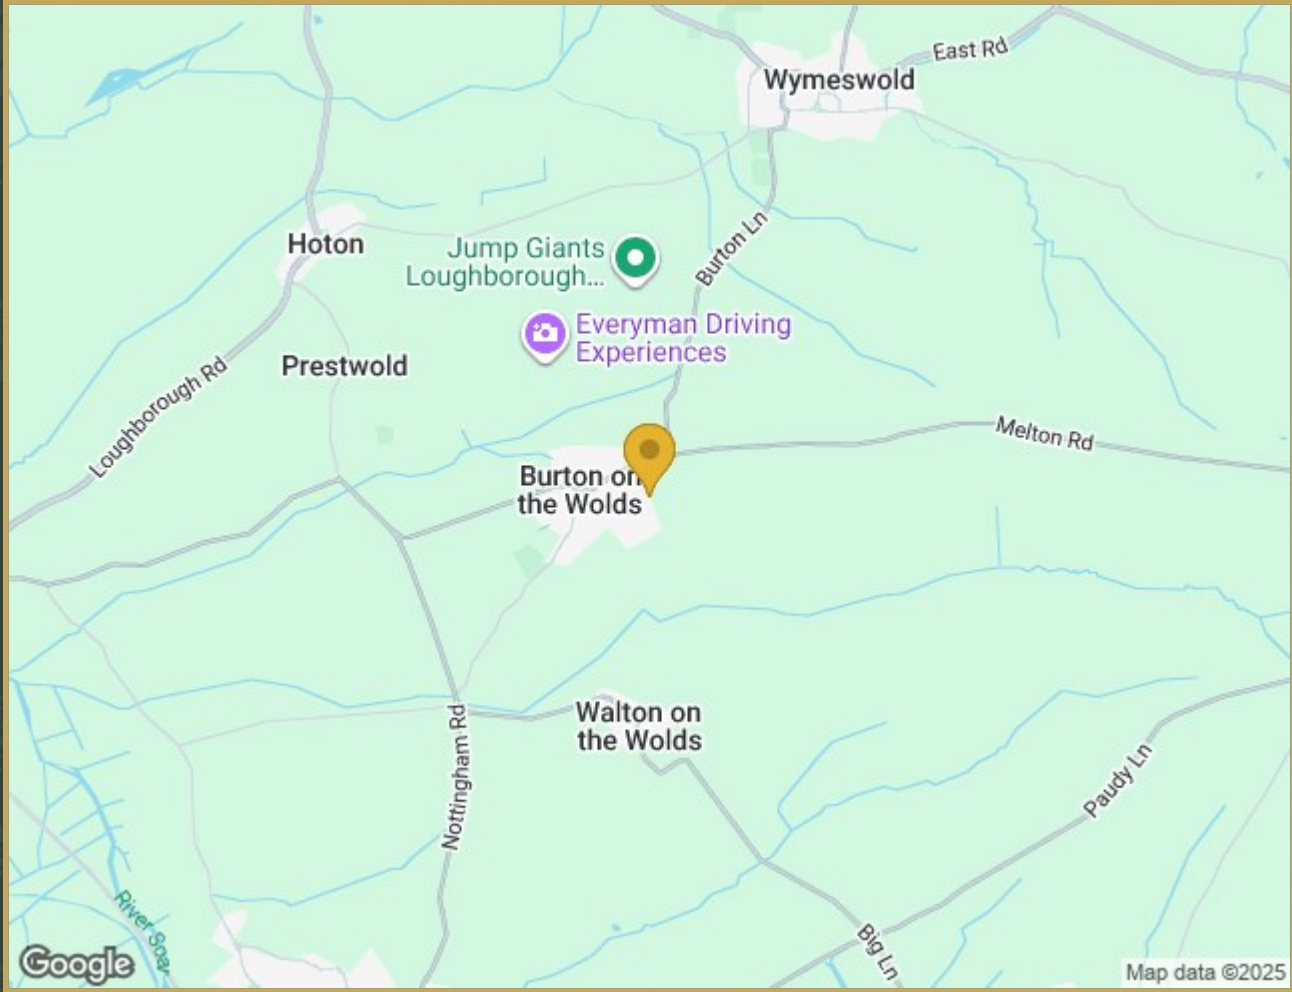 East Rd
Wymeswold
Burton Ln
Hoton
Jump Giants
Loughborough...
Everyman Driving
Experiences
Prestwold
Loughborough Rd
Melton Rd
Burton on
the Wolds
Walton on
the Wolds
Nottingham Rd
Paudy Ln
River Soar
Big Ln
Google
Map data ©2025